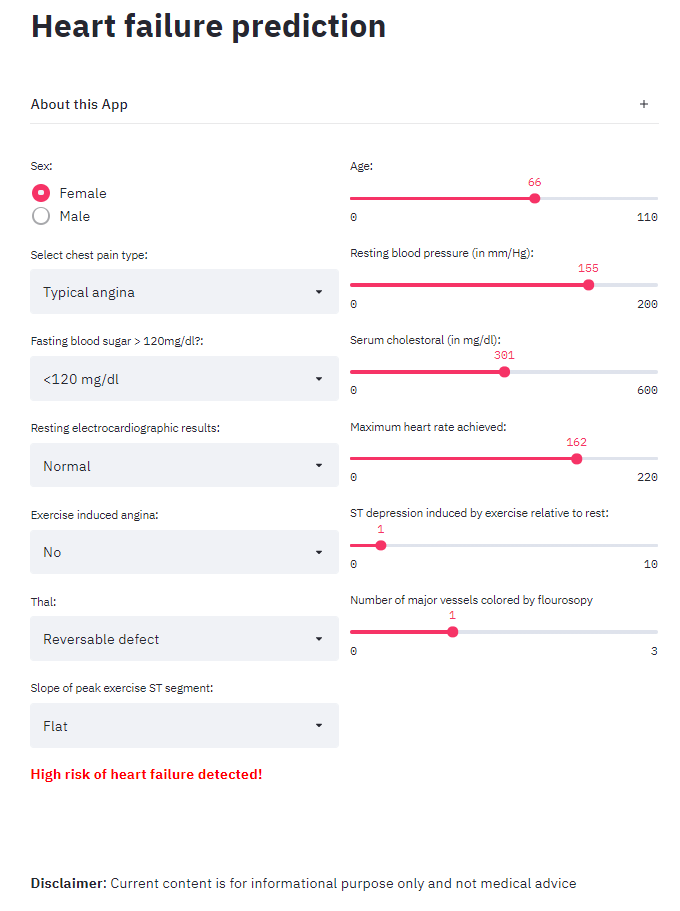 Heart failure prediction
About this App
Sex:
Female
Male
Select chest pain type:
Typical angina
Fasting blood sugar > 120mg/dl?:
<120 mg/dl
Resting electrocardiographic results:
Normal
Exercise induced angina:
No
Thal:
Reversable defect
Slope of peak exercise ST segment:
Flat
High risk of heart failure detected!
Age:
66
0 110
Resting blood pressure (in mm/Hg):
155
0 200
Serum cholestoral (in mg/dl):
301
0 600
Maximum heart rate achieved:
162
0 220
ST depression induced by exercise relative to rest:
1
0 10
Number of major vessels colored by flourosopy
1
0 3
Disclaimer: Current content is for informational purpose only and not medical advice